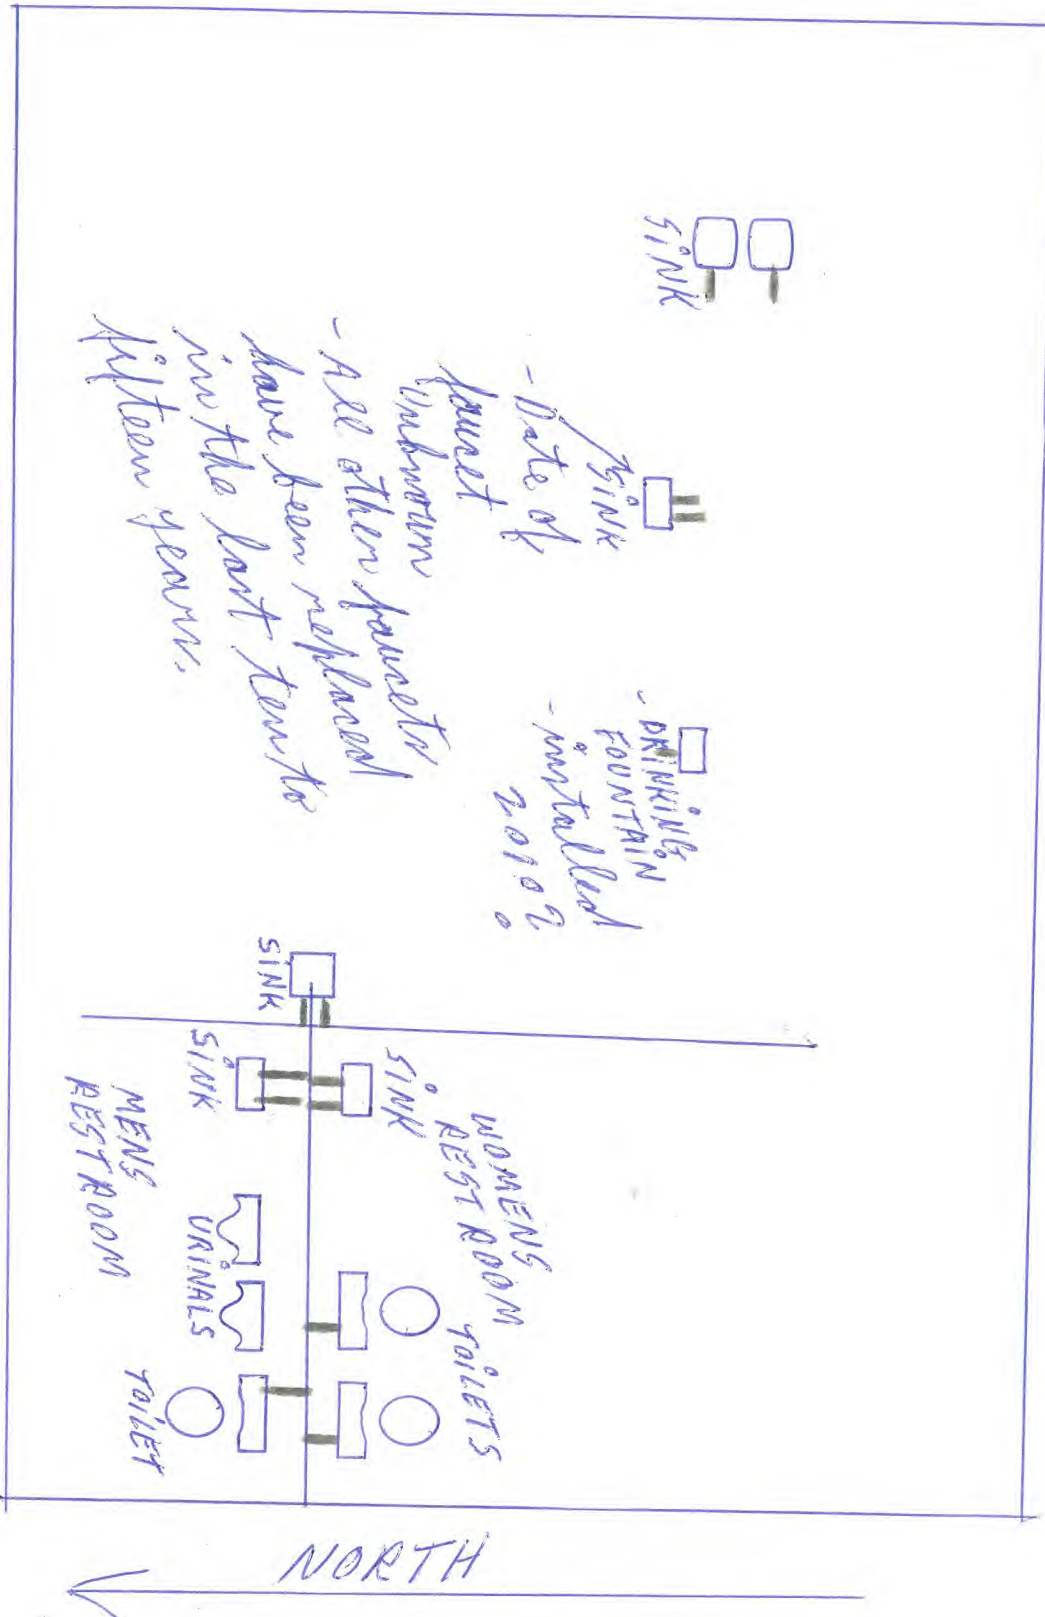 SINK
SINK
- Date of
faucet
unknown
- All other faucets
have been replaced
in the last ten to
fifteen years.
- DRINKING
FOUNTAIN
- installed
2010?
SINK
SINK
SINK
WOMENS
REST ROOM
MENS
RESTROOM
URINALS
TOILETS
TOILET
NORTH